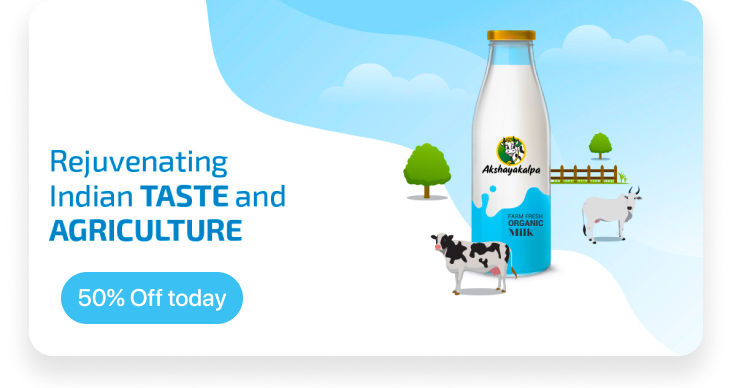 Rejuvenating
Indian TASTE and
AGRICULTURE
50% Off today
Akshayakalpa
FARM FRESH
ORGANIC
Milk